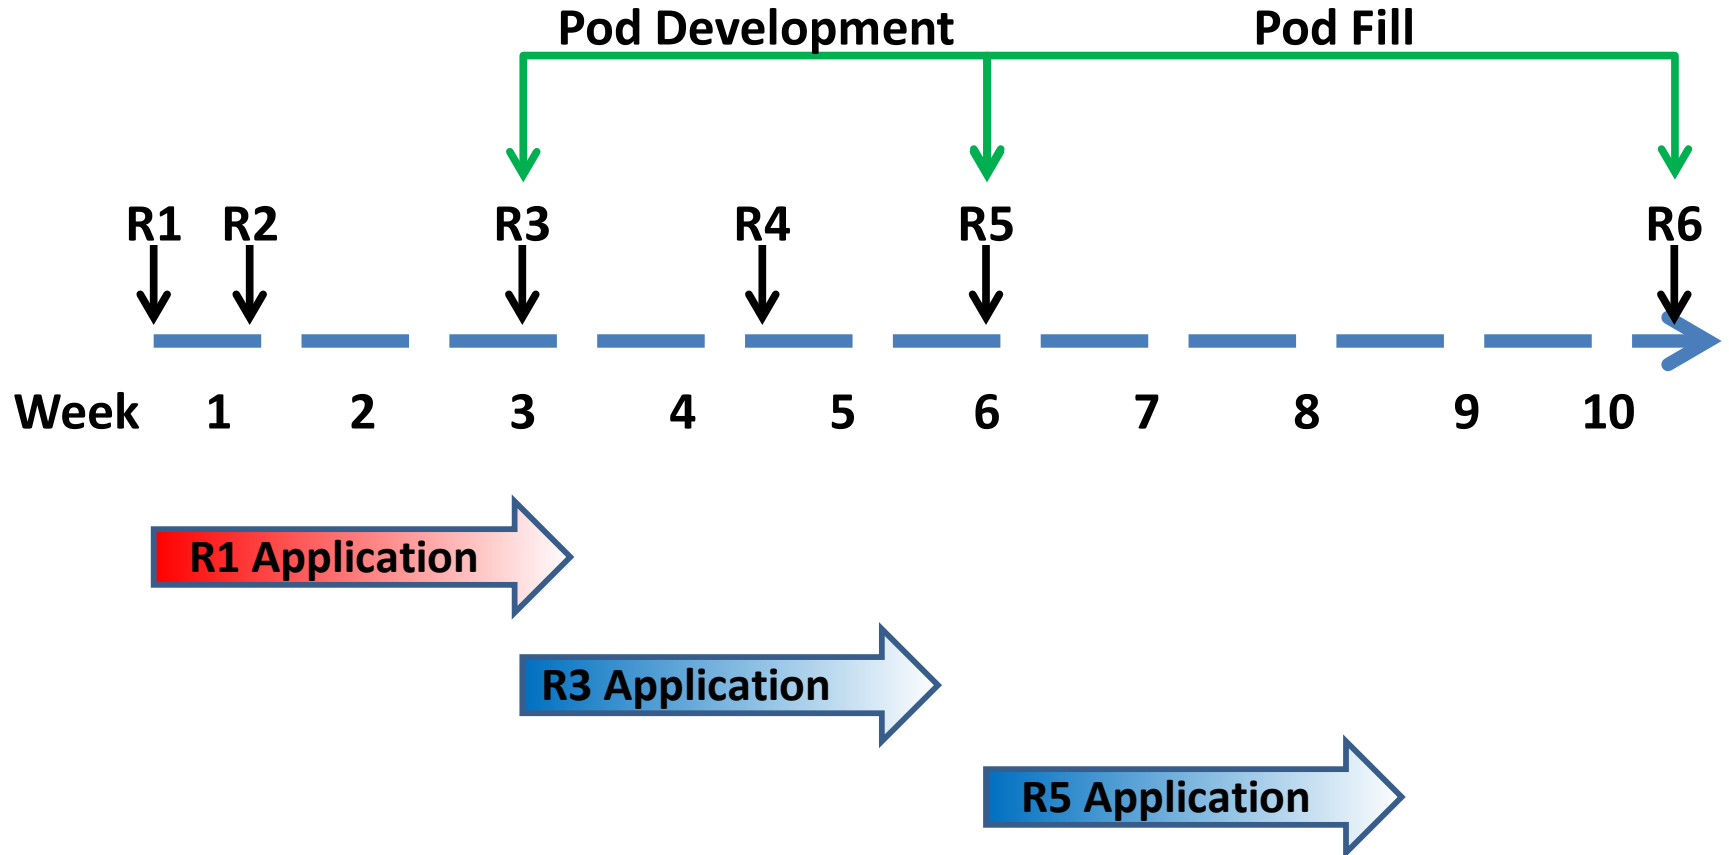 Pod Development Pod Fill
R1 R2 R3 R4 R5 R6
Week 1 2 3 4 5 6 7 8 9 10
R1 Application
R3 Application
R5 Application